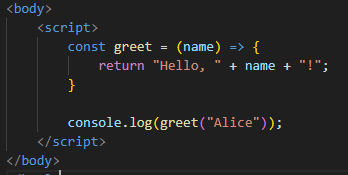 <body>
<script>
const greet = (name) => {
return "Hello, " + name + "!";
}
console.log(greet("Alice"));
</script>
</body>